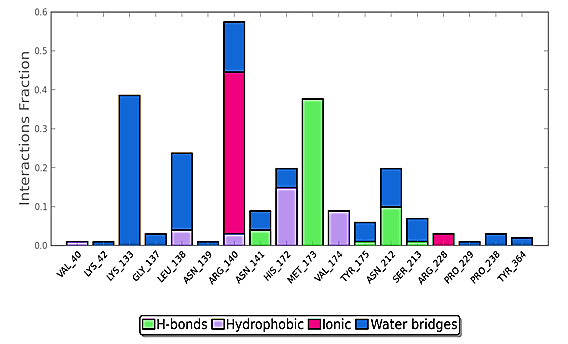 Interactions Fraction
0.6
0.5
0.4
0.3
0.2
0.1
0.0
VAL_40
LYS_42
LYS_133
GLY_137
LEU_138
ASN_139
ARG_140
ASN_141
HIS_172
MET_173
VAL_174
TYR_175
ASN_212
SER_213
ARG_228
PRO_229
PRO_238
TYR_364
H-bonds Hydrophobic Ionic Water bridges